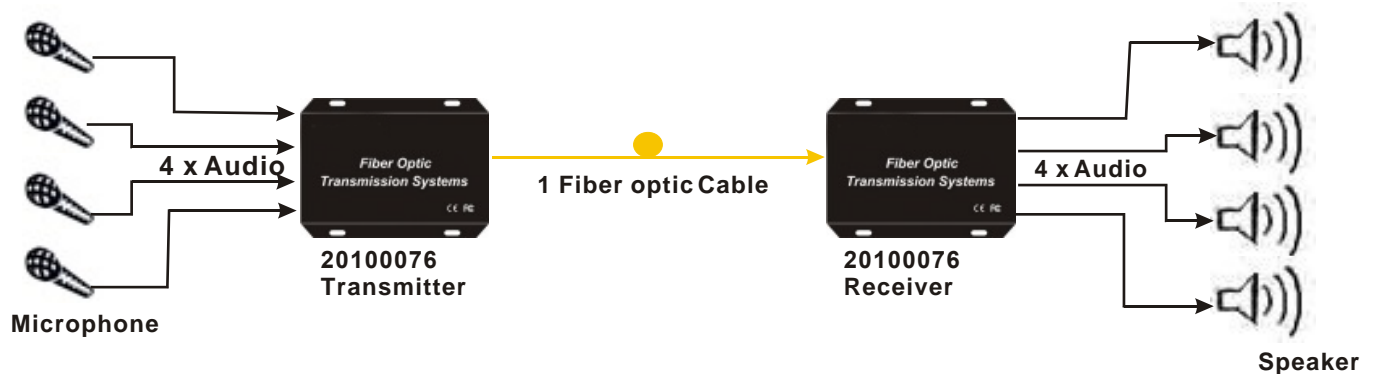 4 x Audio
Fiber Optic
Transmission Systems
CE FC
20100076
Transmitter
Microphone
1 Fiber optic Cable
Fiber Optic
Transmission Systems
CE FC
20100076
Receiver
4 x Audio
Speaker